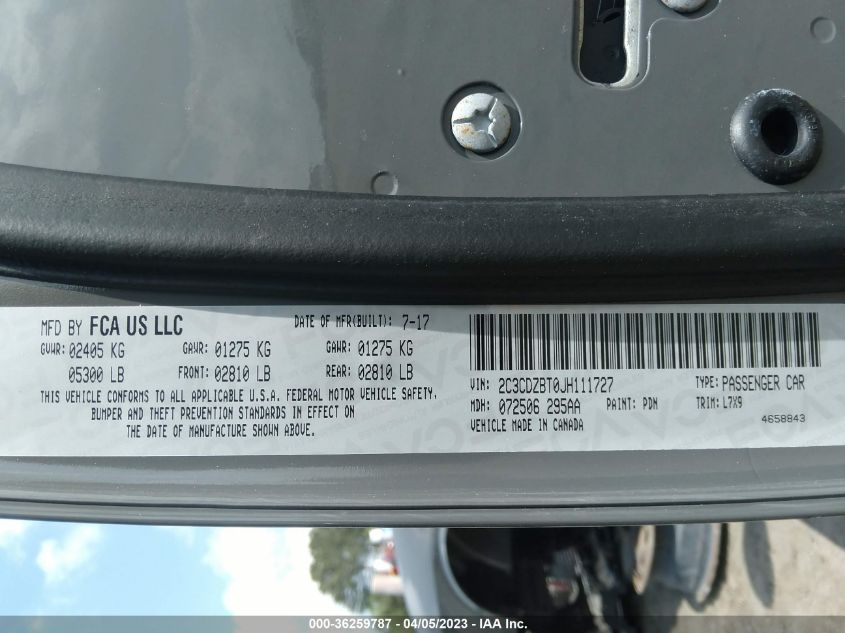 MFD BY FCA US LLC DATE OF MFR(BUILT): 7-17
GVWR: 02405 KG GAWR: 01275 KG GAWR: 01275 KG
05300 LB FRONT: 02810 LB REAR: 02810 LB
THIS VEHICLE CONFORMS TO ALL APPLICABLE U.S.A. FEDERAL MOTOR VEHICLE SAFETY,
BUMPER AND THEFT PREVENTION STANDARDS IN EFFECT ON
THE DATE OF MANUFACTURE SHOWN ABOVE.
VIN: 2C3CDZBT0JH111727 TYPE: PASSENGER CAR
MDH: 072506 295AA PAINT: PDN TRIM: L7X9
VEHICLE MADE IN CANADA 4658843
000-36259787 - 04/05/2023 - IAA Inc.